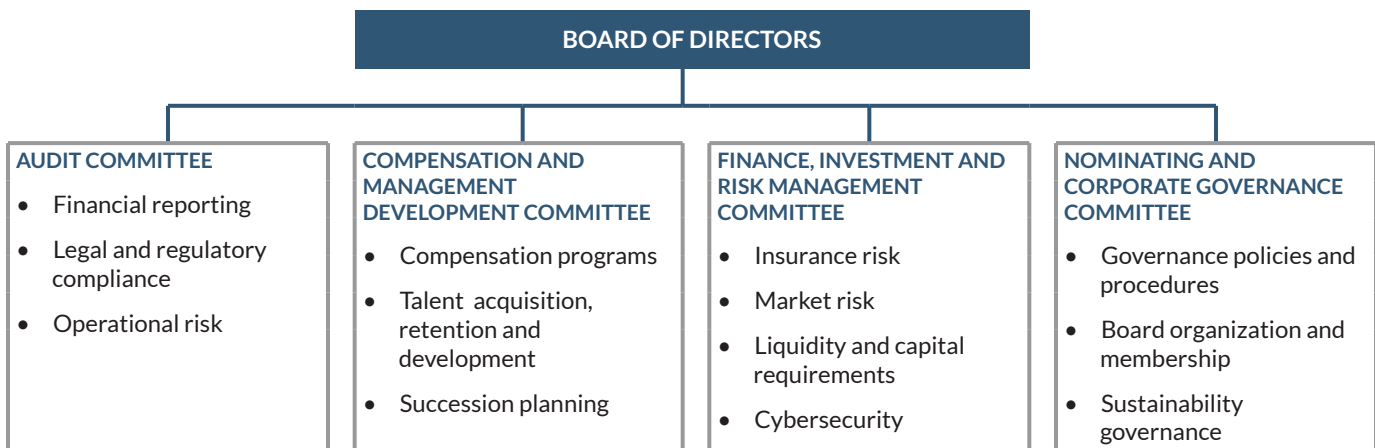 BOARD OF DIRECTORS
AUDIT COMMITTEE
• Financial reporting
• Legal and regulatory
compliance
• Operational risk
COMPENSATION AND
MANAGEMENT
DEVELOPMENT COMMITTEE
• Compensation programs
• Talent acquisition,
retention and
development
• Succession planning
FINANCE, INVESTMENT AND
RISK MANAGEMENT
COMMITTEE
• Insurance risk
• Market risk
• Liquidity and capital
requirements
• Cybersecurity
NOMINATING AND
CORPORATE GOVERNANCE
COMMITTEE
• Governance policies and
procedures
• Board organization and
membership
• Sustainability
governance